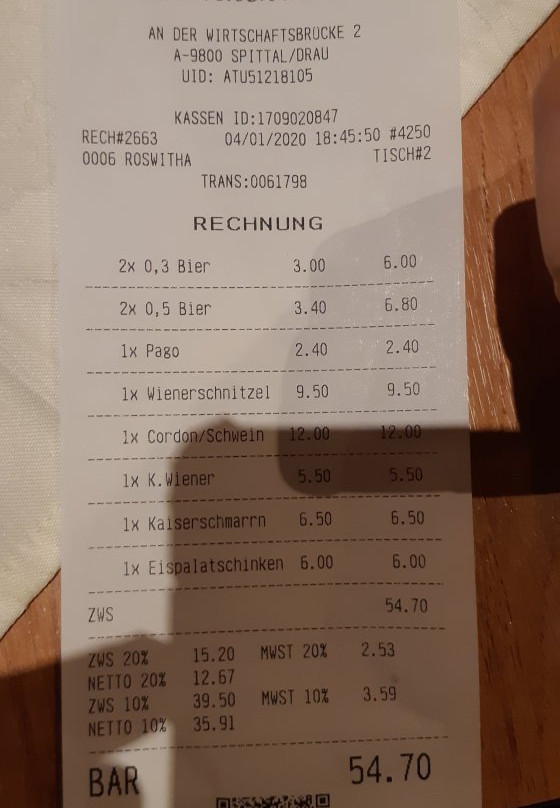 AN DER WIRTSCHAFTSBRÜCKE 2
A-9800 SPITTAL/DRAU
UID: ATU51218105
KASSEN ID:1709020847
RECH#2663 04/01/2020 18:45:50 #4250
0006 ROSWITHA TISCH#2
TRANS:0061798
RECHNUNG
2x 0,3 Bier 3.00 6.00
2x 0,5 Bier 3.40 6.80
1x Pago 2.40 2.40
1x Wienerschnitzel 9.50 9.50
1x Cordon/Schwein 12.00 12.00
1x K.Wiener 5.50 5.50
1x Kaiserschmarrn 6.50 6.50
1x Eispalatschinken 6.00 6.00
ZWS 54.70
ZWS 20% 15.20 MWST 20% 2.53
NETTO 20% 12.67
ZWS 10% 39.50 MWST 10% 3.59
NETTO 10% 35.91
BAR 54.70